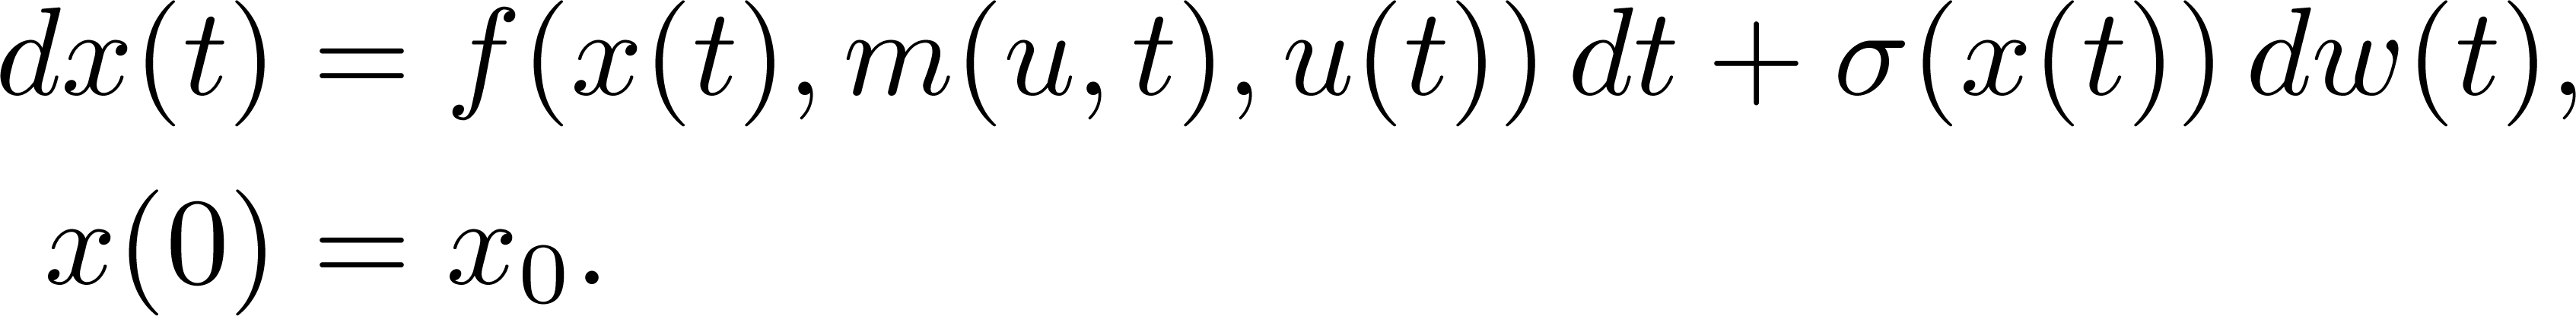 dx(t) = f(x(t), m(u, t), u(t)) dt + σ(x(t)) dw(t),
x(0) = x₀.